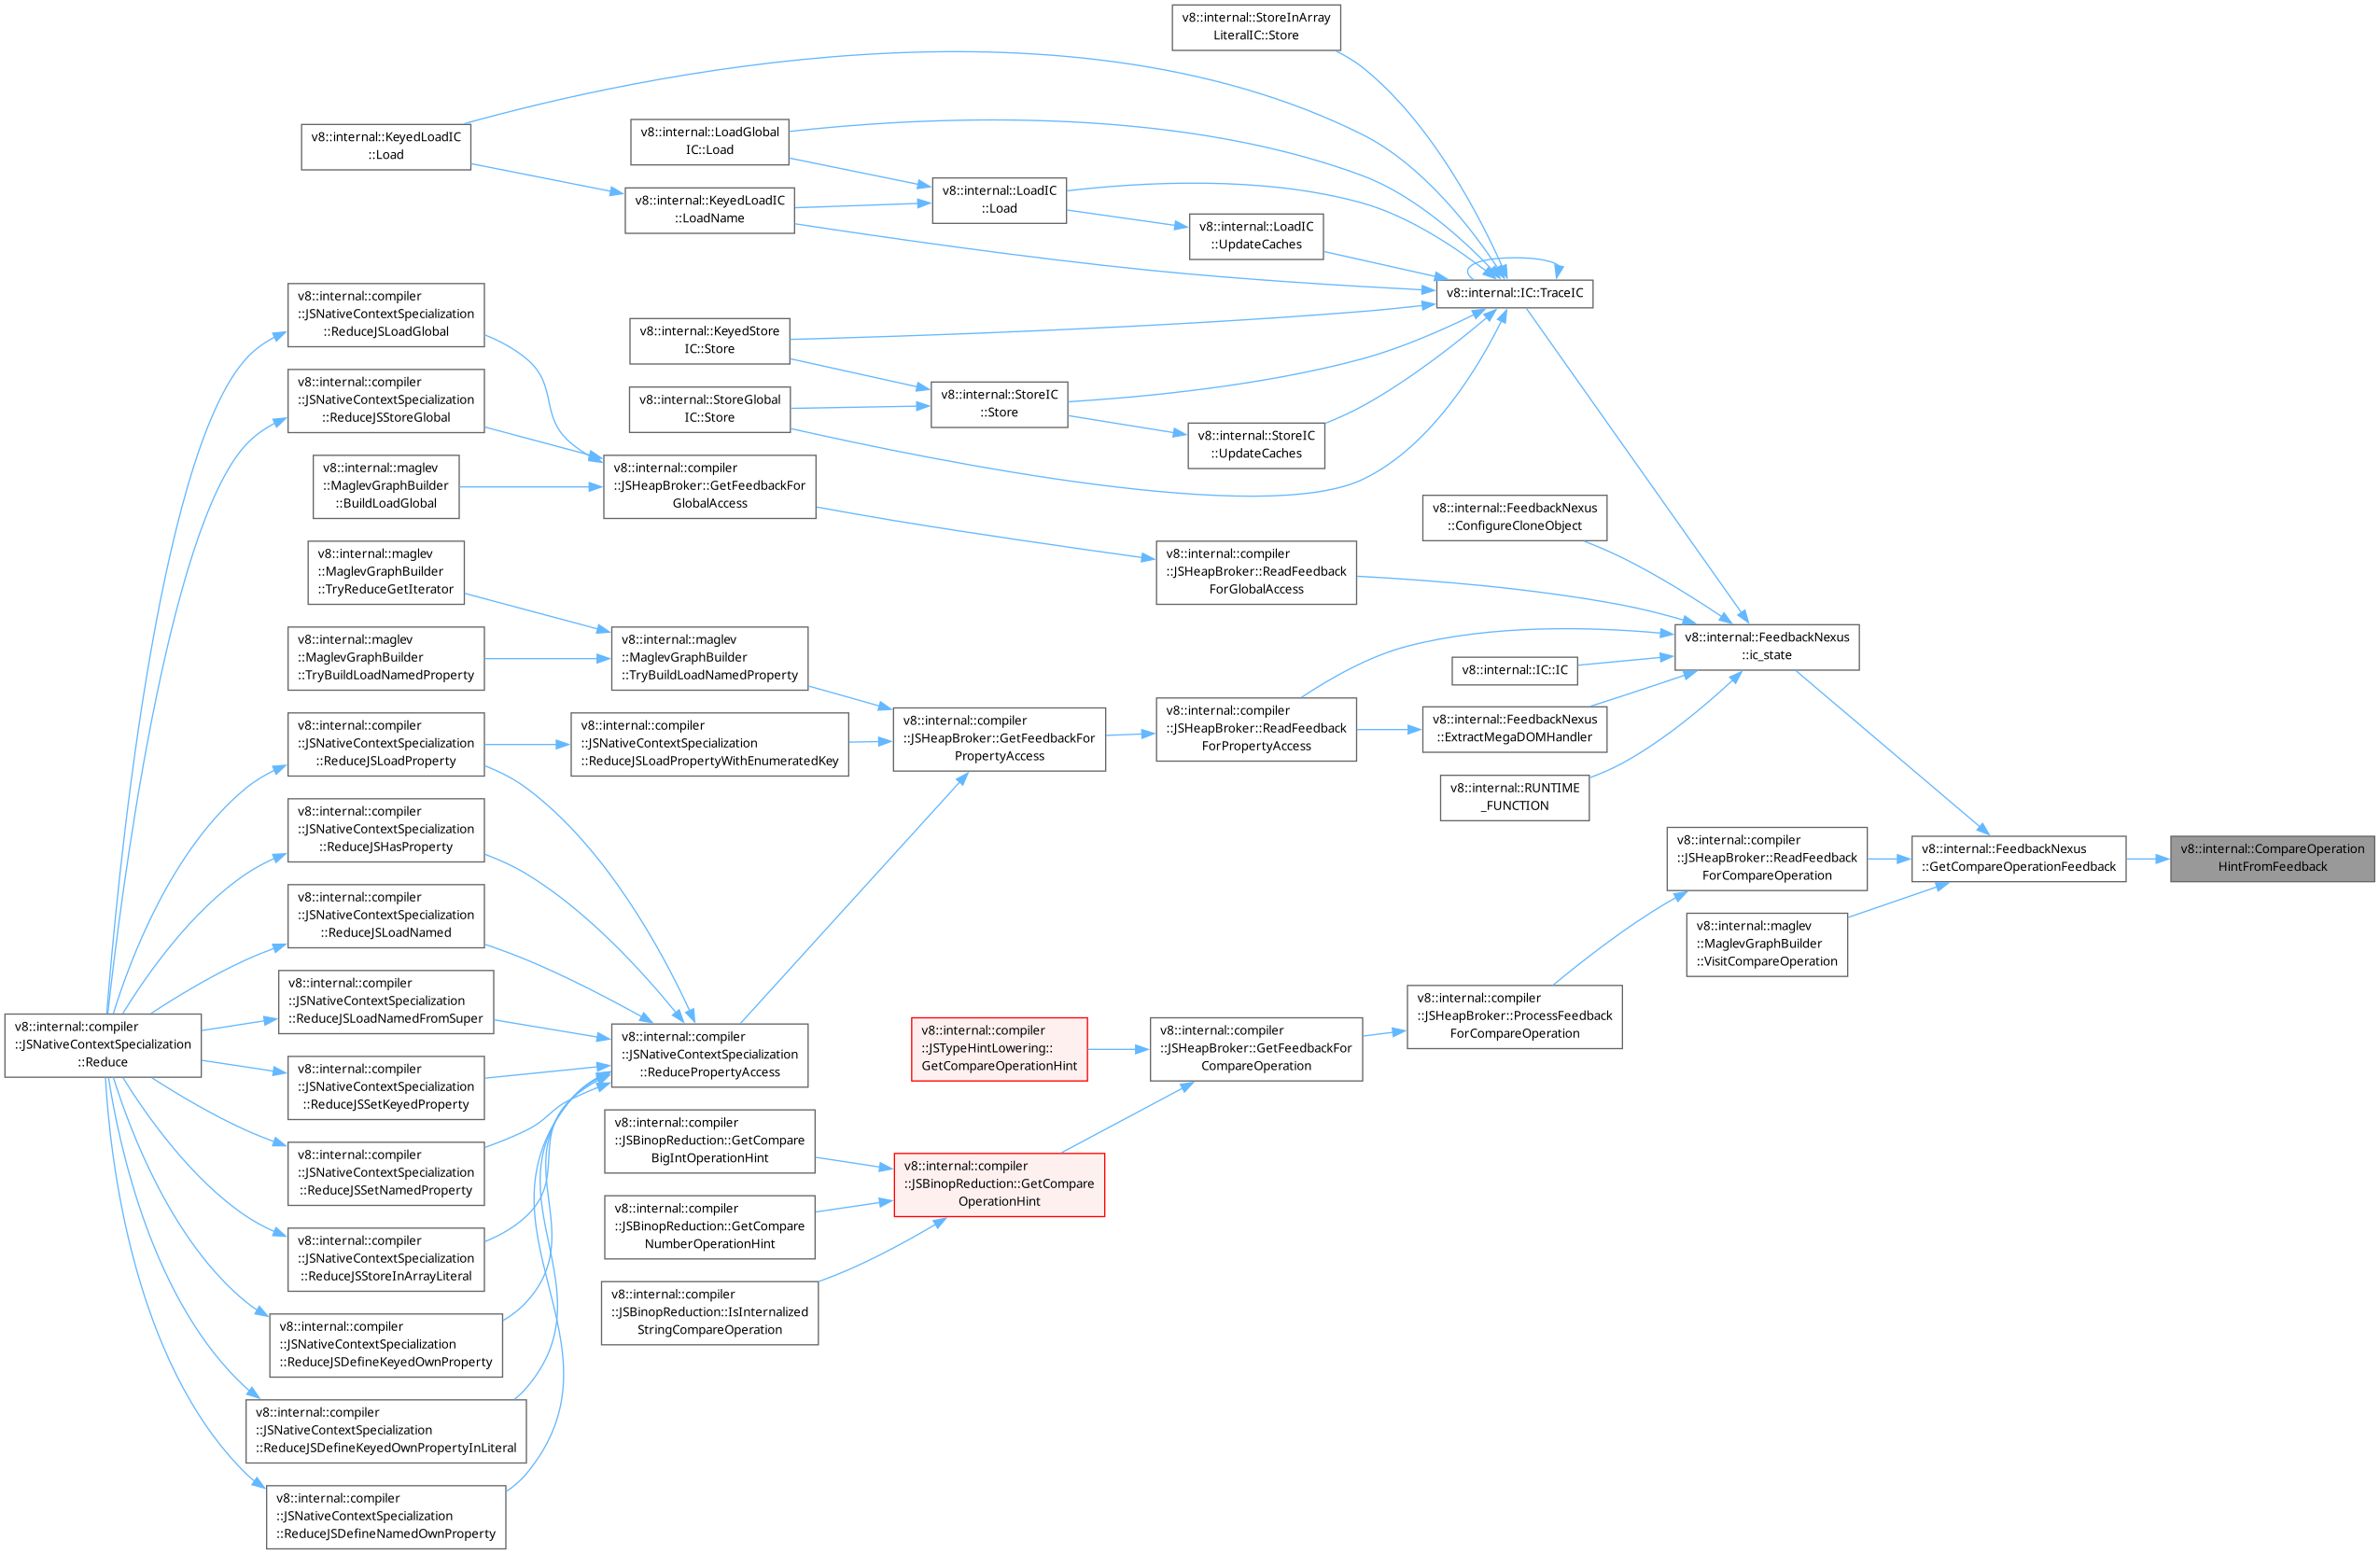 v8::internal::StoreInArray
LiteralIC::Store
v8::internal::KeyedLoadIC
::Load
v8::internal::LoadGlobal
IC::Load
v8::internal::KeyedLoadIC
::LoadName
v8::internal::LoadIC
::Load
v8::internal::LoadIC
::UpdateCaches
v8::internal::IC::TraceIC
v8::internal::compiler
::JSNativeContextSpecialization
::ReduceJSLoadGlobal
v8::internal::KeyedStore
IC::Store
v8::internal::compiler
::JSNativeContextSpecialization
::ReduceJSStoreGlobal
v8::internal::StoreGlobal
IC::Store
v8::internal::StoreIC
::Store
v8::internal::StoreIC
::UpdateCaches
v8::internal::maglev
::MaglevGraphBuilder
::BuildLoadGlobal
v8::internal::compiler
::JSHeapBroker::GetFeedbackFor
GlobalAccess
v8::internal::FeedbackNexus
::ConfigureCloneObject
v8::internal::maglev
::MaglevGraphBuilder
::TryReduceGetIterator
v8::internal::compiler
::JSHeapBroker::ReadFeedback
ForGlobalAccess
v8::internal::maglev
::MaglevGraphBuilder
::TryBuildLoadNamedProperty
v8::internal::maglev
::MaglevGraphBuilder
::TryBuildLoadNamedProperty
v8::internal::IC::IC
v8::internal::FeedbackNexus
::ic_state
v8::internal::compiler
::JSNativeContextSpecialization
::ReduceJSLoadProperty
v8::internal::compiler
::JSNativeContextSpecialization
::ReduceJSLoadPropertyWithEnumeratedKey
v8::internal::compiler
::JSHeapBroker::GetFeedbackFor
PropertyAccess
v8::internal::compiler
::JSHeapBroker::ReadFeedback
ForPropertyAccess
v8::internal::FeedbackNexus
::ExtractMegaDOMHandler
v8::internal::RUNTIME
_FUNCTION
v8::internal::compiler
::JSNativeContextSpecialization
::ReduceJSHasProperty
v8::internal::compiler
::JSHeapBroker::ReadFeedback
ForCompareOperation
v8::internal::FeedbackNexus
::GetCompareOperationFeedback
v8::internal::CompareOperation
HintFromFeedback
v8::internal::compiler
::JSNativeContextSpecialization
::ReduceJSLoadNamed
v8::internal::maglev
::MaglevGraphBuilder
::VisitCompareOperation
v8::internal::compiler
::JSNativeContextSpecialization
::ReduceJSLoadNamedFromSuper
v8::internal::compiler
::JSNativeContextSpecialization
::Reduce
v8::internal::compiler
::JSNativeContextSpecialization
::ReducePropertyAccess
v8::internal::compiler
::JSTypeHintLowering::
GetCompareOperationHint
v8::internal::compiler
::JSHeapBroker::GetFeedbackFor
CompareOperation
v8::internal::compiler
::JSHeapBroker::ProcessFeedback
ForCompareOperation
v8::internal::compiler
::JSNativeContextSpecialization
::ReduceJSSetKeyedProperty
v8::internal::compiler
::JSBinopReduction::GetCompare
BigIntOperationHint
v8::internal::compiler
::JSNativeContextSpecialization
::ReduceJSSetNamedProperty
v8::internal::compiler
::JSBinopReduction::GetCompare
OperationHint
v8::internal::compiler
::JSBinopReduction::GetCompare
NumberOperationHint
v8::internal::compiler
::JSNativeContextSpecialization
::ReduceJSStoreInArrayLiteral
v8::internal::compiler
::JSBinopReduction::IsInternalized
StringCompareOperation
v8::internal::compiler
::JSNativeContextSpecialization
::ReduceJSDefineKeyedOwnProperty
v8::internal::compiler
::JSNativeContextSpecialization
::ReduceJSDefineKeyedOwnPropertyInLiteral
v8::internal::compiler
::JSNativeContextSpecialization
::ReduceJSDefineNamedOwnProperty